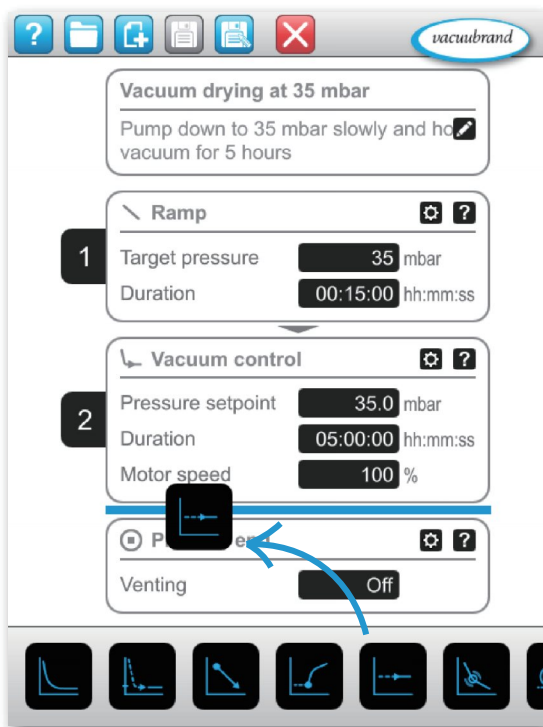 ?
vacuubrand
Vacuum drying at 35 mbar
Pump down to 35 mbar slowly and ho
vacuum for 5 hours
Ramp
?
1
Target pressure 35 mbar
Duration 00:15:00 hh:mm:ss
Vacuum control
?
2
Pressure setpoint 35.0 mbar
Duration 05:00:00 hh:mm:ss
Motor speed 100 %
?
Venting Off